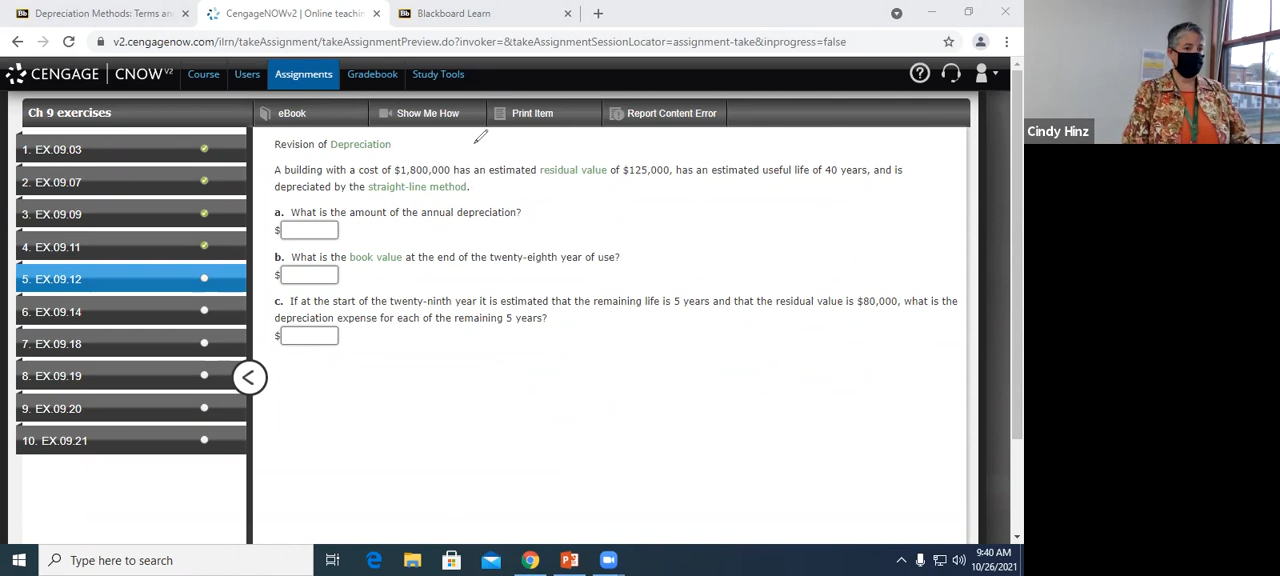 Depreciation Methods: Terms an
CengageNOWv2 | Online teachin
Blackboard Learn
v2.cengagenow.com/ilrn/takeAssignment/takeAssignmentPreview.do?invoker=&takeAssignmentSessionLocator=assignment-take&inprogress=false
CENGAGE | CNOWv2
Course
Users
Assignments
Gradebook
Study Tools
Cindy Hinz
Ch 9 exercises
eBook
Show Me How
Print Item
Report Content Error
1. EX.09.03
2. EX.09.07
3. EX.09.09
4. EX.09.11
5. EX.09.12
6. EX.09.14
7. EX.09.18
8. EX.09.19
9. EX.09.20
10. EX.09.21
Revision of Depreciation
A building with a cost of $1,800,000 has an estimated residual value of $125,000, has an estimated useful life of 40 years, and is
depreciated by the straight-line method.
a. What is the amount of the annual depreciation?
$
b. What is the book value at the end of the twenty-eighth year of use?
$
c. If at the start of the twenty-ninth year it is estimated that the remaining life is 5 years and that the residual value is $80,000, what is the
depreciation expense for each of the remaining 5 years?
$
Type here to search
9:40 AM
10/26/2021